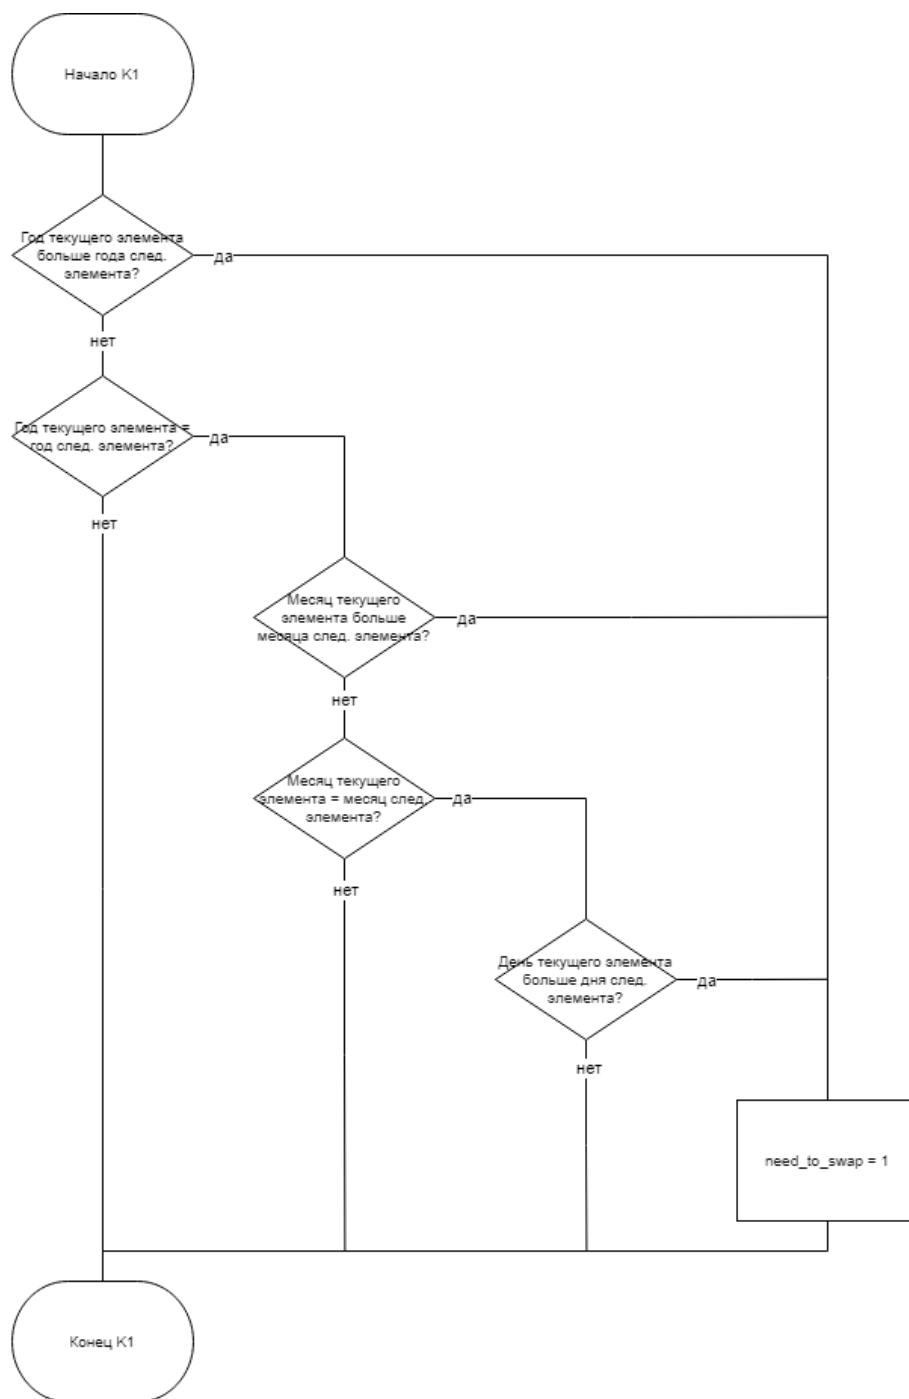 Начало К1
Год текущего элемента
больше года след.
элемента?
да
нет
Год текущего элемента =
год след. элемента?
да
нет
Месяц текущего
элемента больше
месяца след. элемента?
да
нет
Месяц текущего
элемента = месяц след.
элемента?
да
нет
День текущего элемента
больше дня след.
элемента?
да
нет
need_to_swap = 1
Конец К1